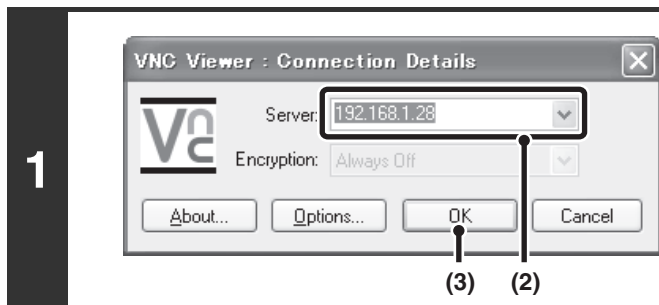 1
VNC Viewer : Connection Details
VNC
Server: 192.168.1.28
Encryption: Always Off
About... Options... OK Cancel
(3) (2)